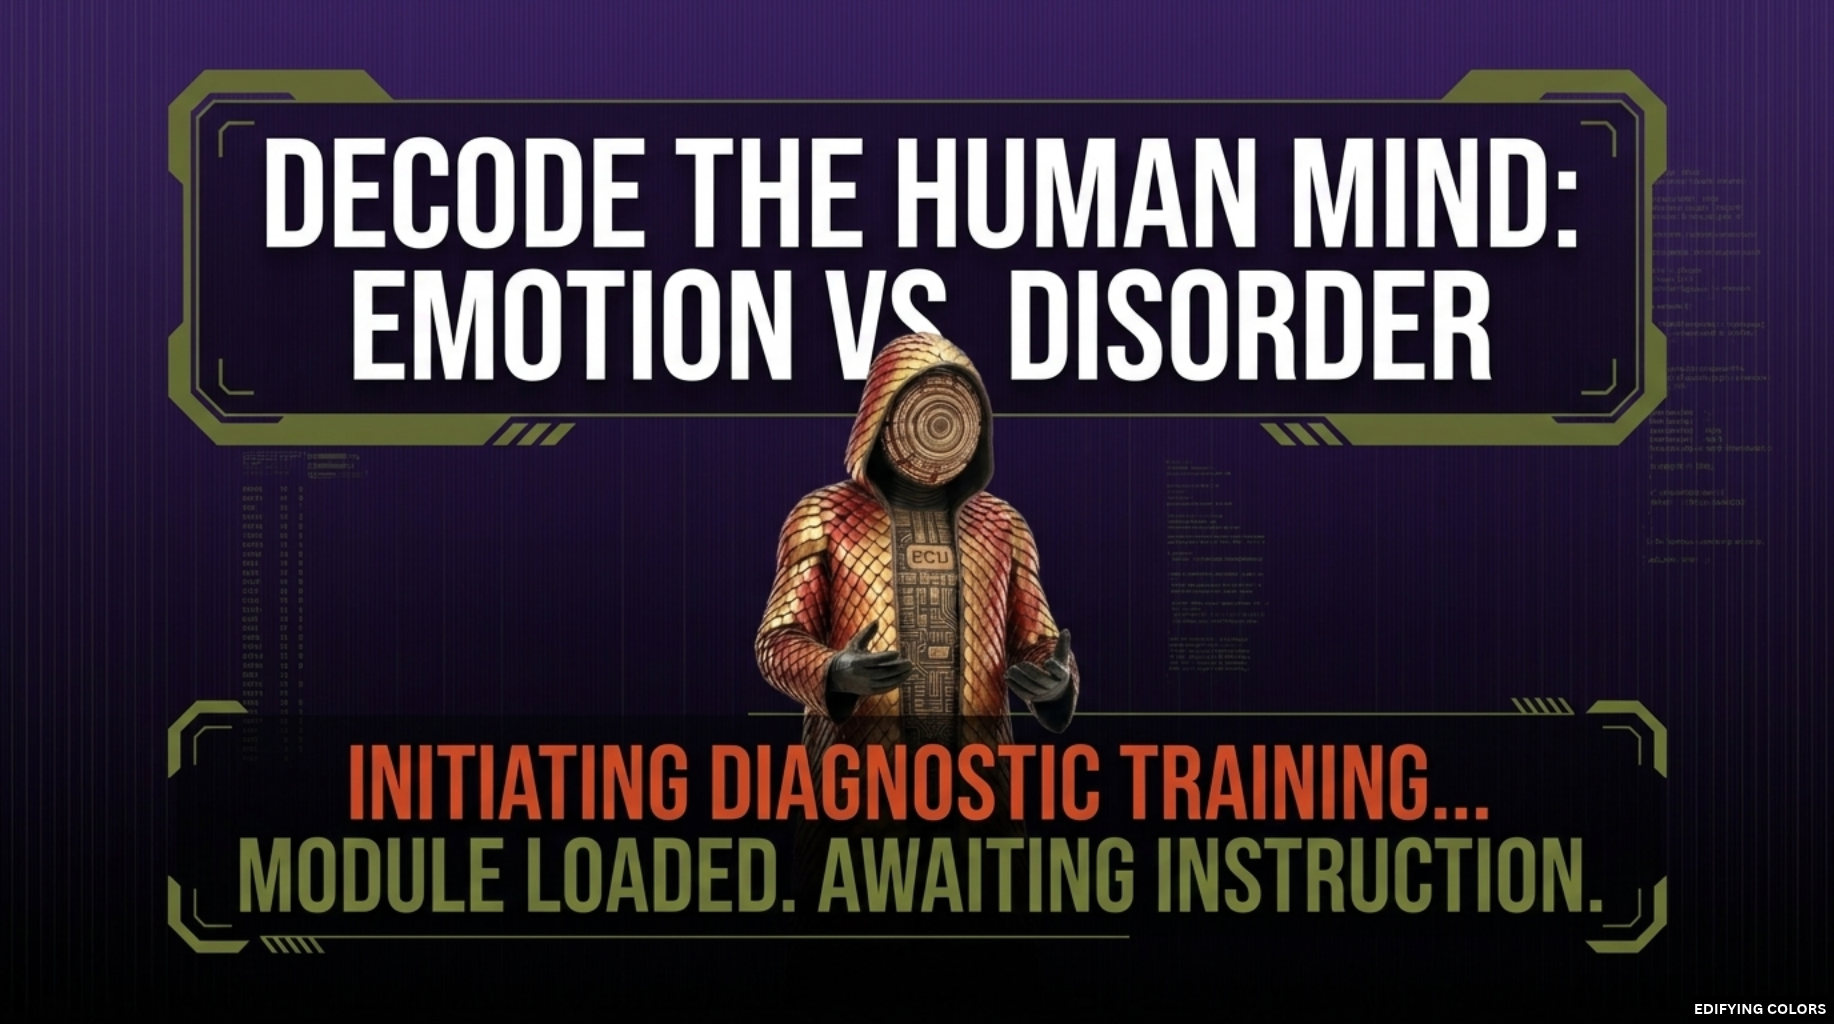 DECODE THE HUMAN MIND:
EMOTION VS DISORDER
ECU
INITIATING DIAGNOSTIC TRAINING...
MODULE LOADED. AWAITING INSTRUCTION.
EDIFYING COLORS